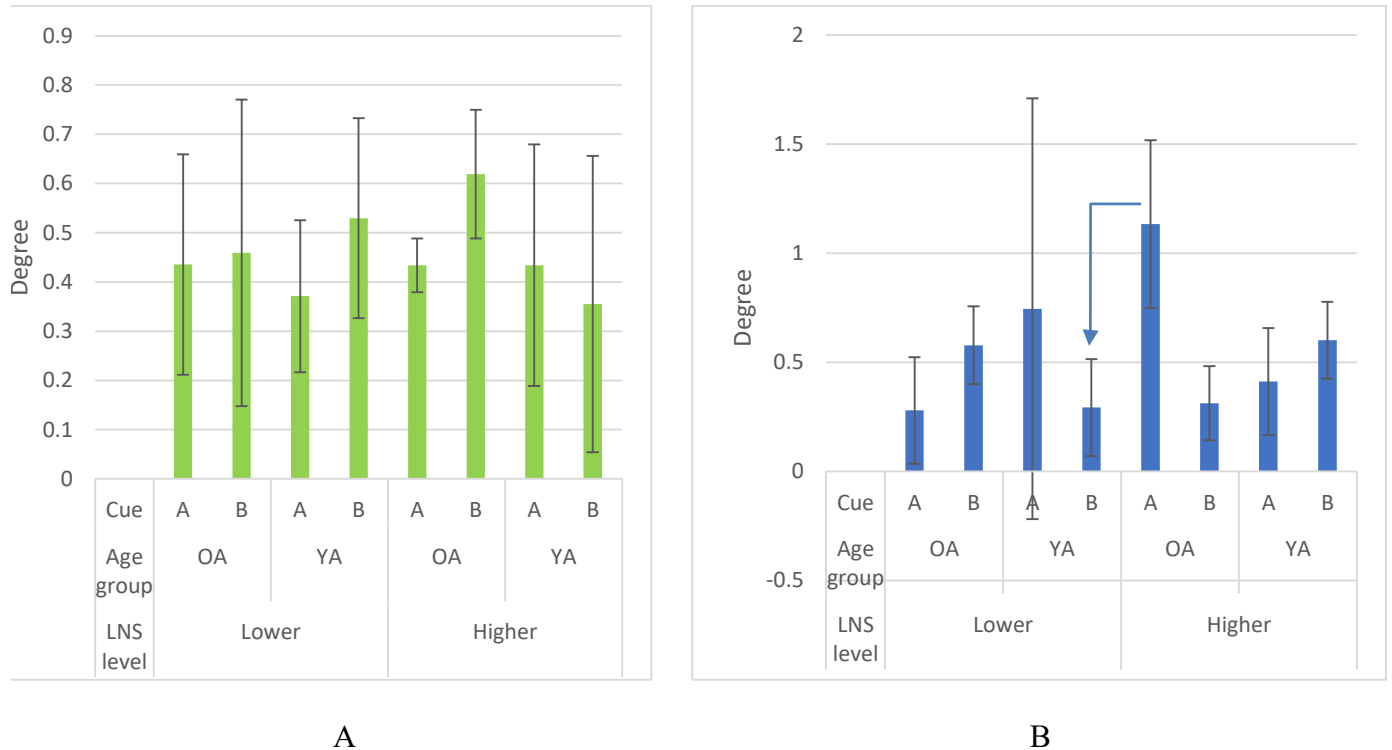 0.9
0.8
0.7
0.6
0.5
0.4
0.3
0.2
0.1
0
Degree
Cue A B A B A B A B
Age group OA YA OA YA
LNS level Lower Higher
A
2
1.5
1
0.5
0
-0.5
Degree
Cue A B A B A B A B
Age group OA YA OA YA
LNS level Lower Higher
B